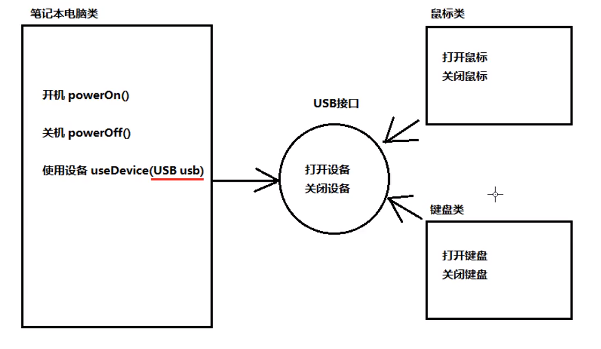 笔记本电脑类
开机 powerOn()
关机 powerOff()
使用设备 useDevice(USB usb)
USB接口
打开设备
关闭设备
鼠标类
打开鼠标
关闭鼠标
键盘类
打开键盘
关闭键盘